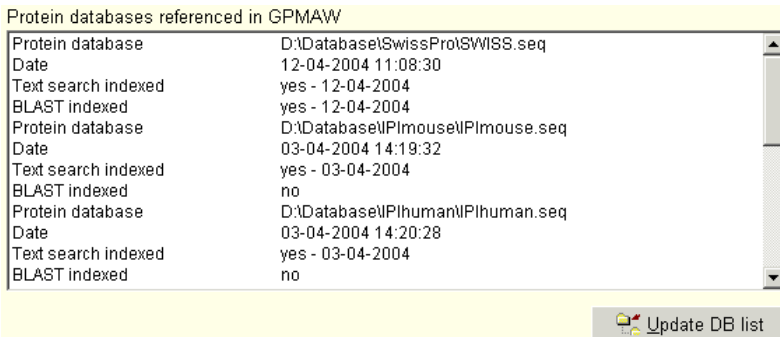 Protein databases referenced in GPMAW
Protein database D:\Database\SwissPro\SWISS.seq
Date 12-04-2004 11:08:30
Text search indexed yes - 12-04-2004
BLAST indexed yes - 12-04-2004
Protein database D:\Database\IPImouse\IPImouse.seq
Date 03-04-2004 14:19:32
Text search indexed yes - 03-04-2004
BLAST indexed no
Protein database D:\Database\IPIhuman\IPIhuman.seq
Date 03-04-2004 14:20:28
Text search indexed yes - 03-04-2004
BLAST indexed no
Update DB list